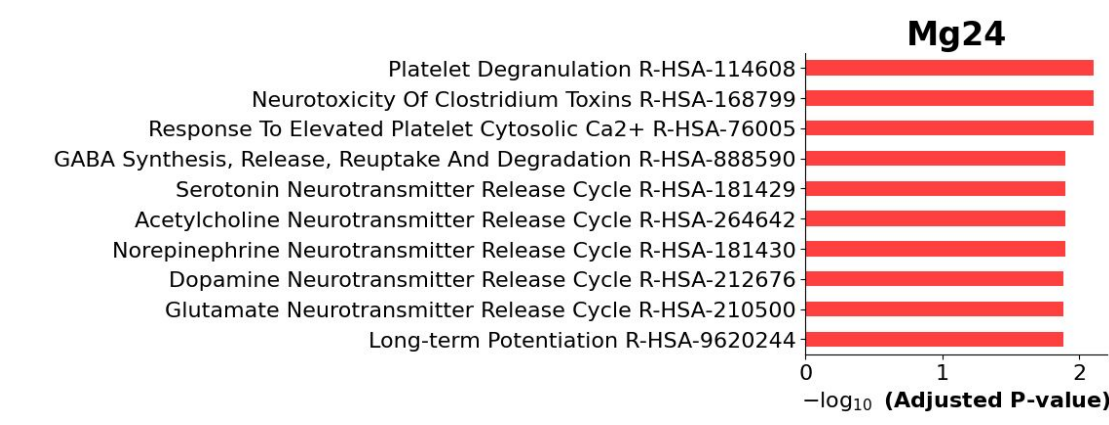 Mg24
Platelet Degranulation R-HSA-114608
Neurotoxicity Of Clostridium Toxins R-HSA-168799
Response To Elevated Platelet Cytosolic Ca2+ R-HSA-76005
GABA Synthesis, Release, Reuptake And Degradation R-HSA-888590
Serotonin Neurotransmitter Release Cycle R-HSA-181429
Acetylcholine Neurotransmitter Release Cycle R-HSA-264642
Norepinephrine Neurotransmitter Release Cycle R-HSA-181430
Dopamine Neurotransmitter Release Cycle R-HSA-212676
Glutamate Neurotransmitter Release Cycle R-HSA-210500
Long-term Potentiation R-HSA-9620244
0 1 2
−log₁₀ (Adjusted P-value)